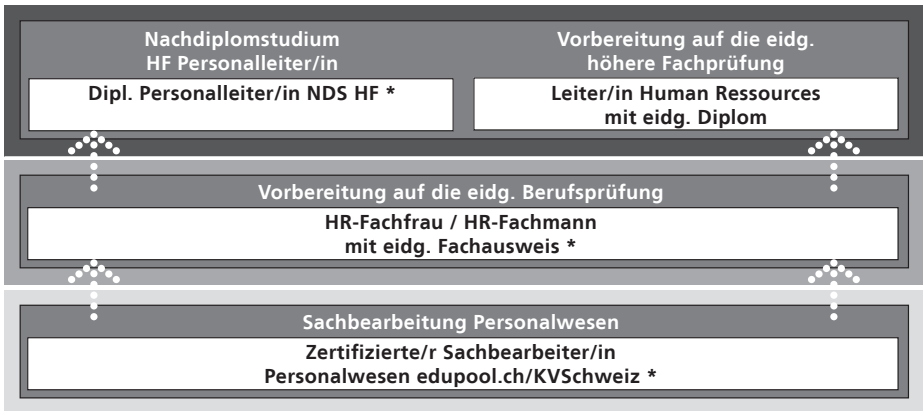 Nachdiplomstudium
HF Personalleiter/in
Dipl. Personalleiter/in NDS HF *
Vorbereitung auf die eidg.
höhere Fachprüfung
Leiter/in Human Ressources
mit eidg. Diplom
Vorbereitung auf die eidg. Berufsprüfung
HR-Fachfrau / HR-Fachmann
mit eidg. Fachausweis *
Sachbearbeitung Personalwesen
Zertifizierte/r Sachbearbeiter/in
Personalwesen edupool.ch/KVSchweiz *